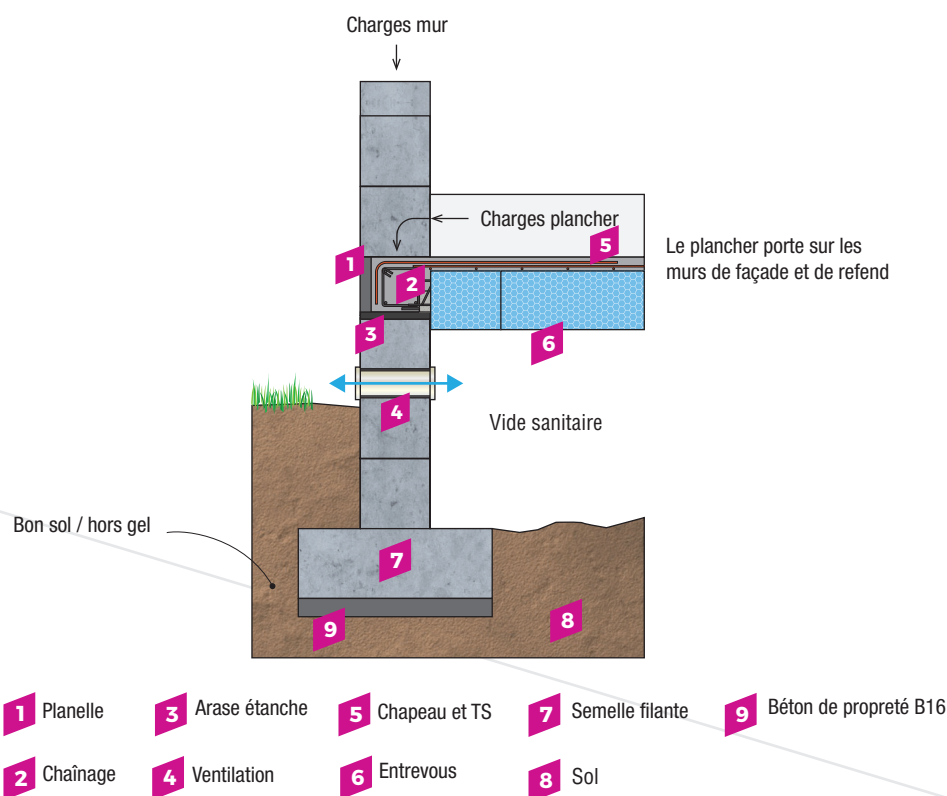 Charges mur
Charges plancher
5
Le plancher porte sur les
murs de façade et de refend
1
2
3
6
4
Vide sanitaire
Bon sol / hors gel
7
8
9
1 Planelle
3 Arase étanche
5 Chapeau et TS
7 Semelle filante
9 Béton de propreté B16
2 Chaînage
4 Ventilation
6 Entrevous
8 Sol